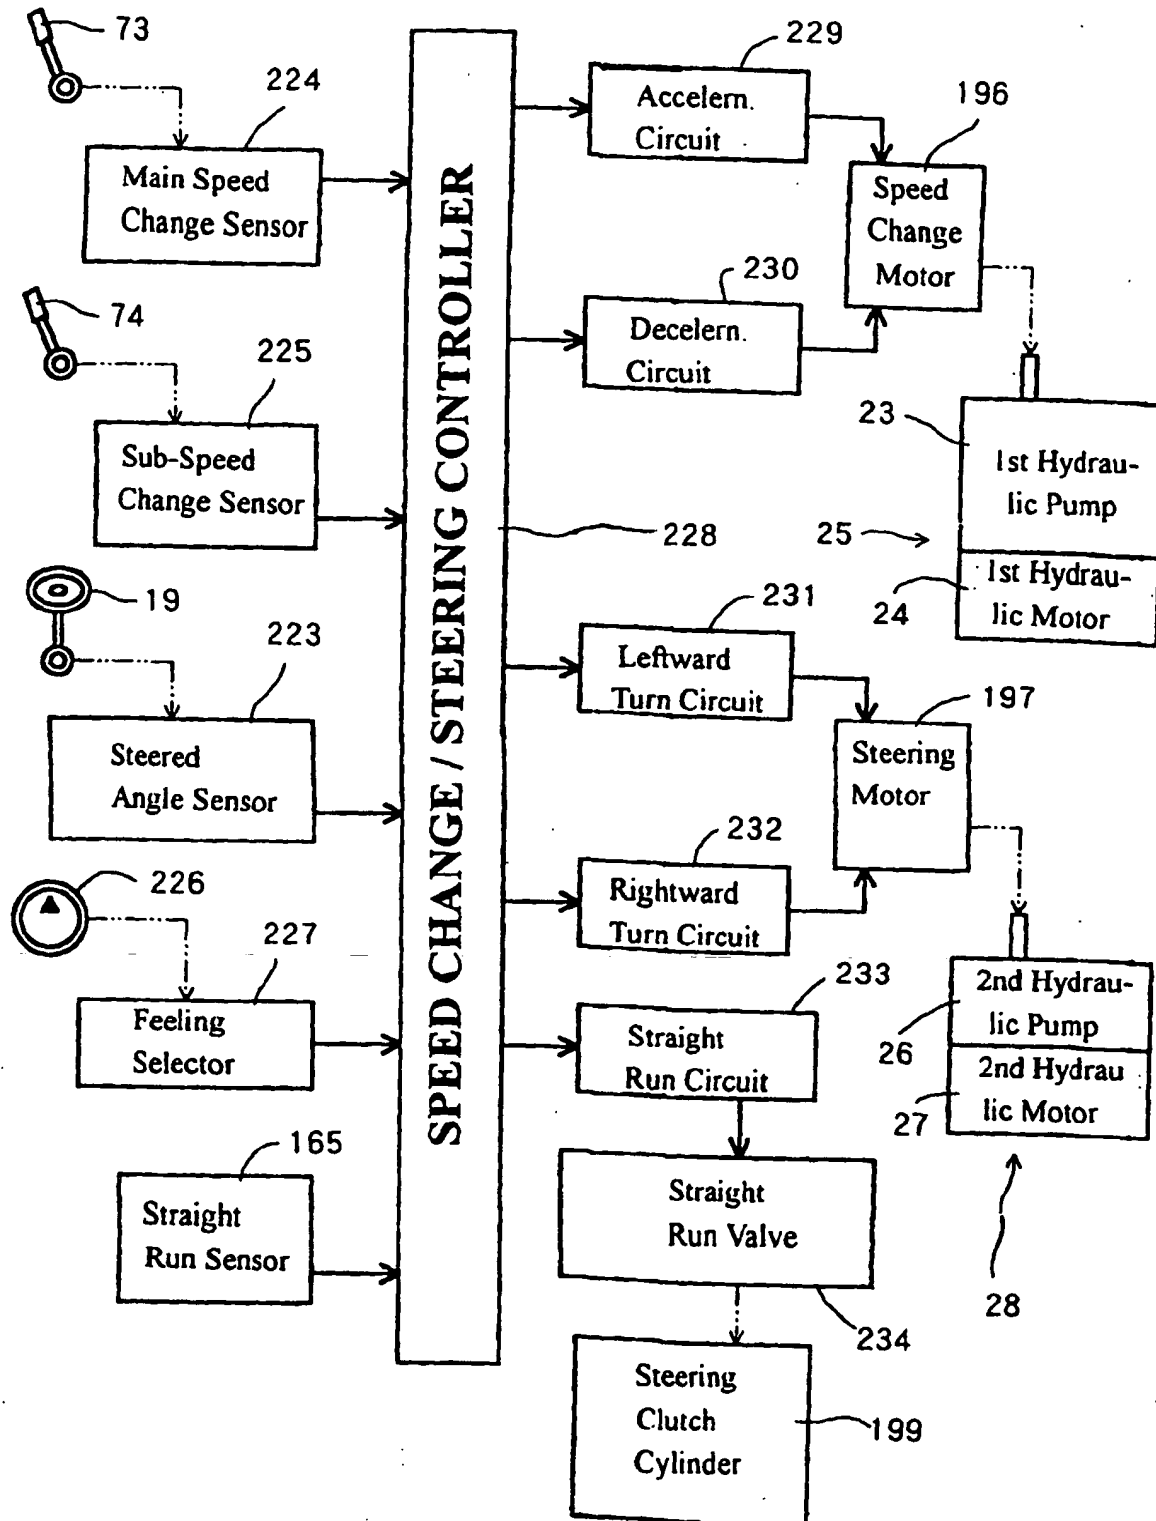 73
224
Main Speed
Change Sensor
74
225
Sub-Speed
Change Sensor
19
223
Steered
Angle Sensor
226
227
Feeling
Selector
165
Straight
Run Sensor
SPEED CHANGE / STEERING CONTROLLER
228
229
Accelern.
Circuit
230
Decelern.
Circuit
196
Speed
Change
Motor
23
1st Hydrau-
lic Pump
25
1st Hydrau-
lic Motor
24
231
Leftward
Turn Circuit
197
Steering
Motor
232
Rightward
Turn Circuit
233
Straight
Run Circuit
2nd Hydrau-
lic Pump
26
2nd Hydrau
lic Motor
27
28
Straight
Run Valve
234
Steering
Clutch
Cylinder
199